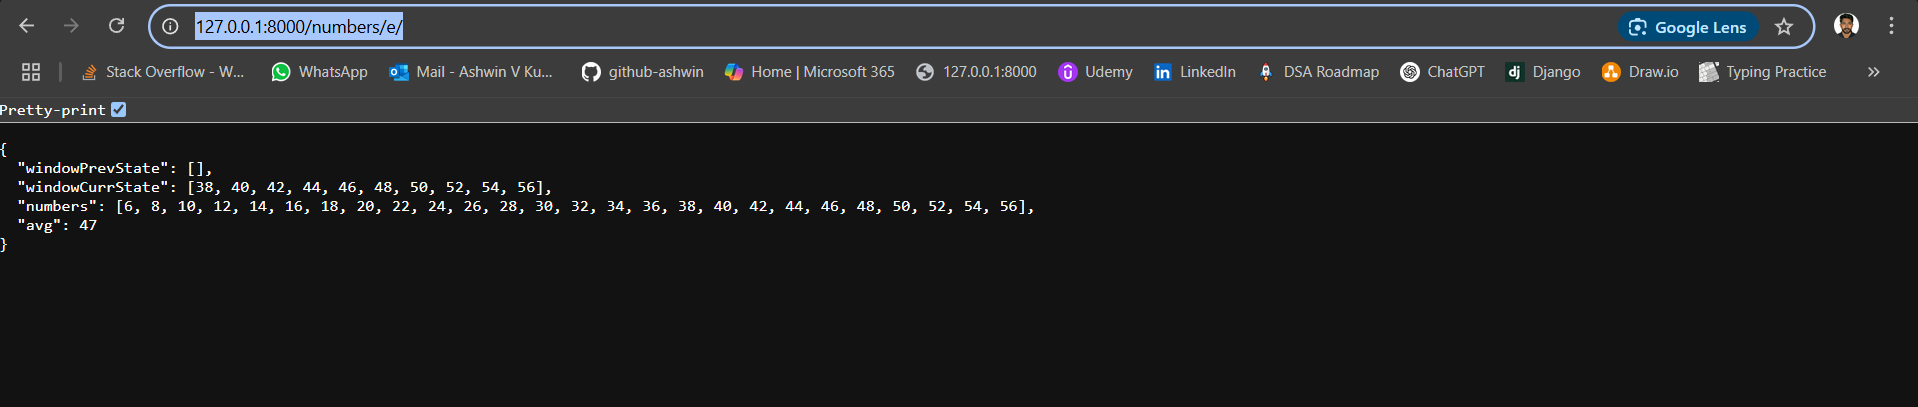 127.0.0.1:8000/numbers/e/ Google Lens
Stack Overflow - W... WhatsApp Mail - Ashwin V Ku... github-ashwin Home | Microsoft 365 127.0.0.1:8000 Udemy LinkedIn DSA Roadmap ChatGPT dj Django Draw.io Typing Practice »
Pretty-print
{
  "windowPrevState": [],
  "windowCurrState": [38, 40, 42, 44, 46, 48, 50, 52, 54, 56],
  "numbers": [6, 8, 10, 12, 14, 16, 18, 20, 22, 24, 26, 28, 30, 32, 34, 36, 38, 40, 42, 44, 46, 48, 50, 52, 54, 56],
  "avg": 47
}